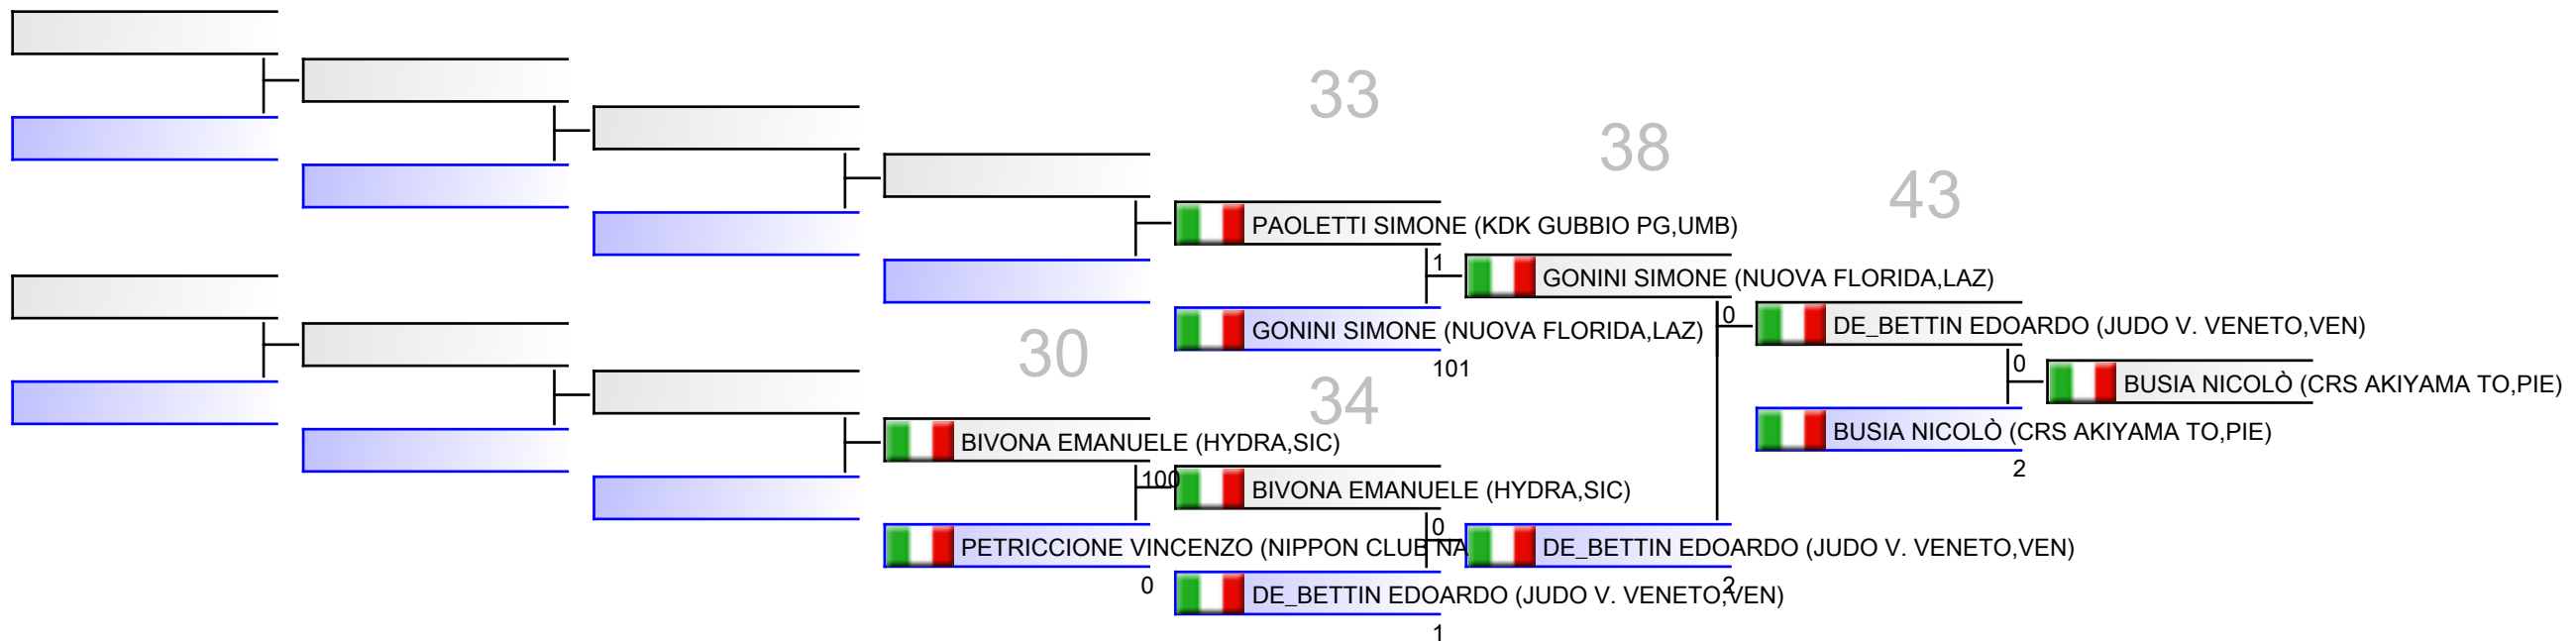 33
38
43
PAOLETTI SIMONE (KDK GUBBIO PG,UMB)
1
GONINI SIMONE (NUOVA FLORIDA,LAZ)
GONINI SIMONE (NUOVA FLORIDA,LAZ)
101
0
DE_BETTIN EDOARDO (JUDO V. VENETO,VEN)
0
BUSIA NICOLÒ (CRS AKIYAMA TO,PIE)
BUSIA NICOLÒ (CRS AKIYAMA TO,PIE)
2
30
34
BIVONA EMANUELE (HYDRA,SIC)
100
BIVONA EMANUELE (HYDRA,SIC)
PETRICCIONE VINCENZO (NIPPON CLUB NA
0
0
DE_BETTIN EDOARDO (JUDO V. VENETO,VEN)
2
DE_BETTIN EDOARDO (JUDO V. VENETO,VEN)
1